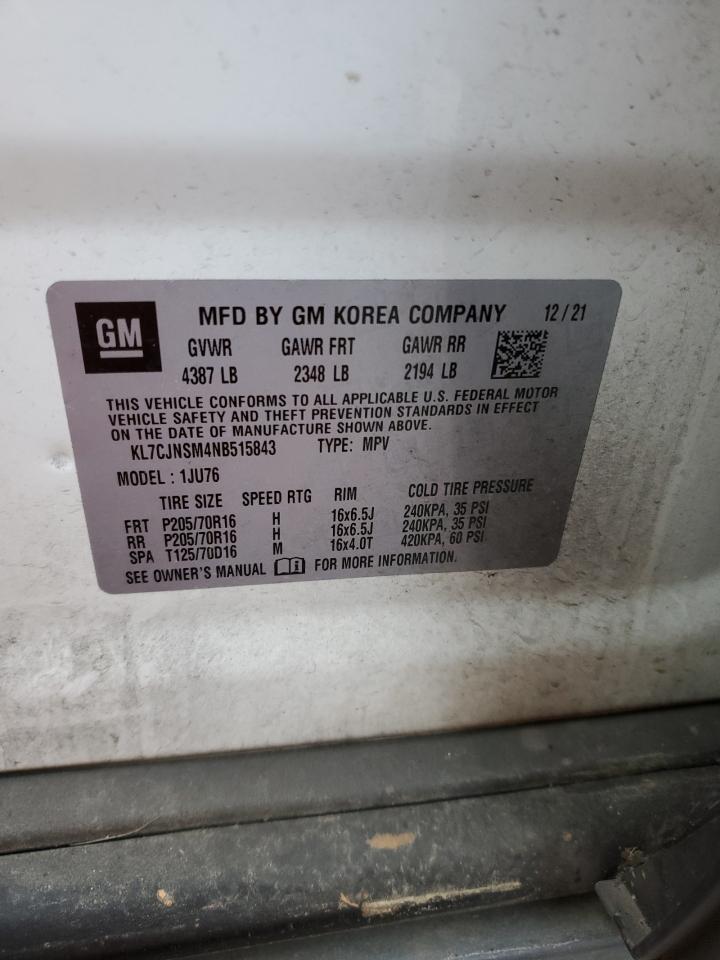 GM MFD BY GM KOREA COMPANY 12/21
GVWR GAWR FRT GAWR RR
4387 LB 2348 LB 2194 LB
THIS VEHICLE CONFORMS TO ALL APPLICABLE U.S. FEDERAL MOTOR
VEHICLE SAFETY AND THEFT PREVENTION STANDARDS IN EFFECT
ON THE DATE OF MANUFACTURE SHOWN ABOVE.
KL7CJNSM4NB515843 TYPE: MPV
MODEL : 1JU76
TIRE SIZE SPEED RTG RIM COLD TIRE PRESSURE
FRT P205/70R16 H 16x6.5J 240KPA, 35 PSI
RR P205/70R16 H 16x6.5J 240KPA, 35 PSI
SPA T125/70D16 M 16x4.0T 420KPA, 60 PSI
SEE OWNER'S MANUAL FOR MORE INFORMATION.